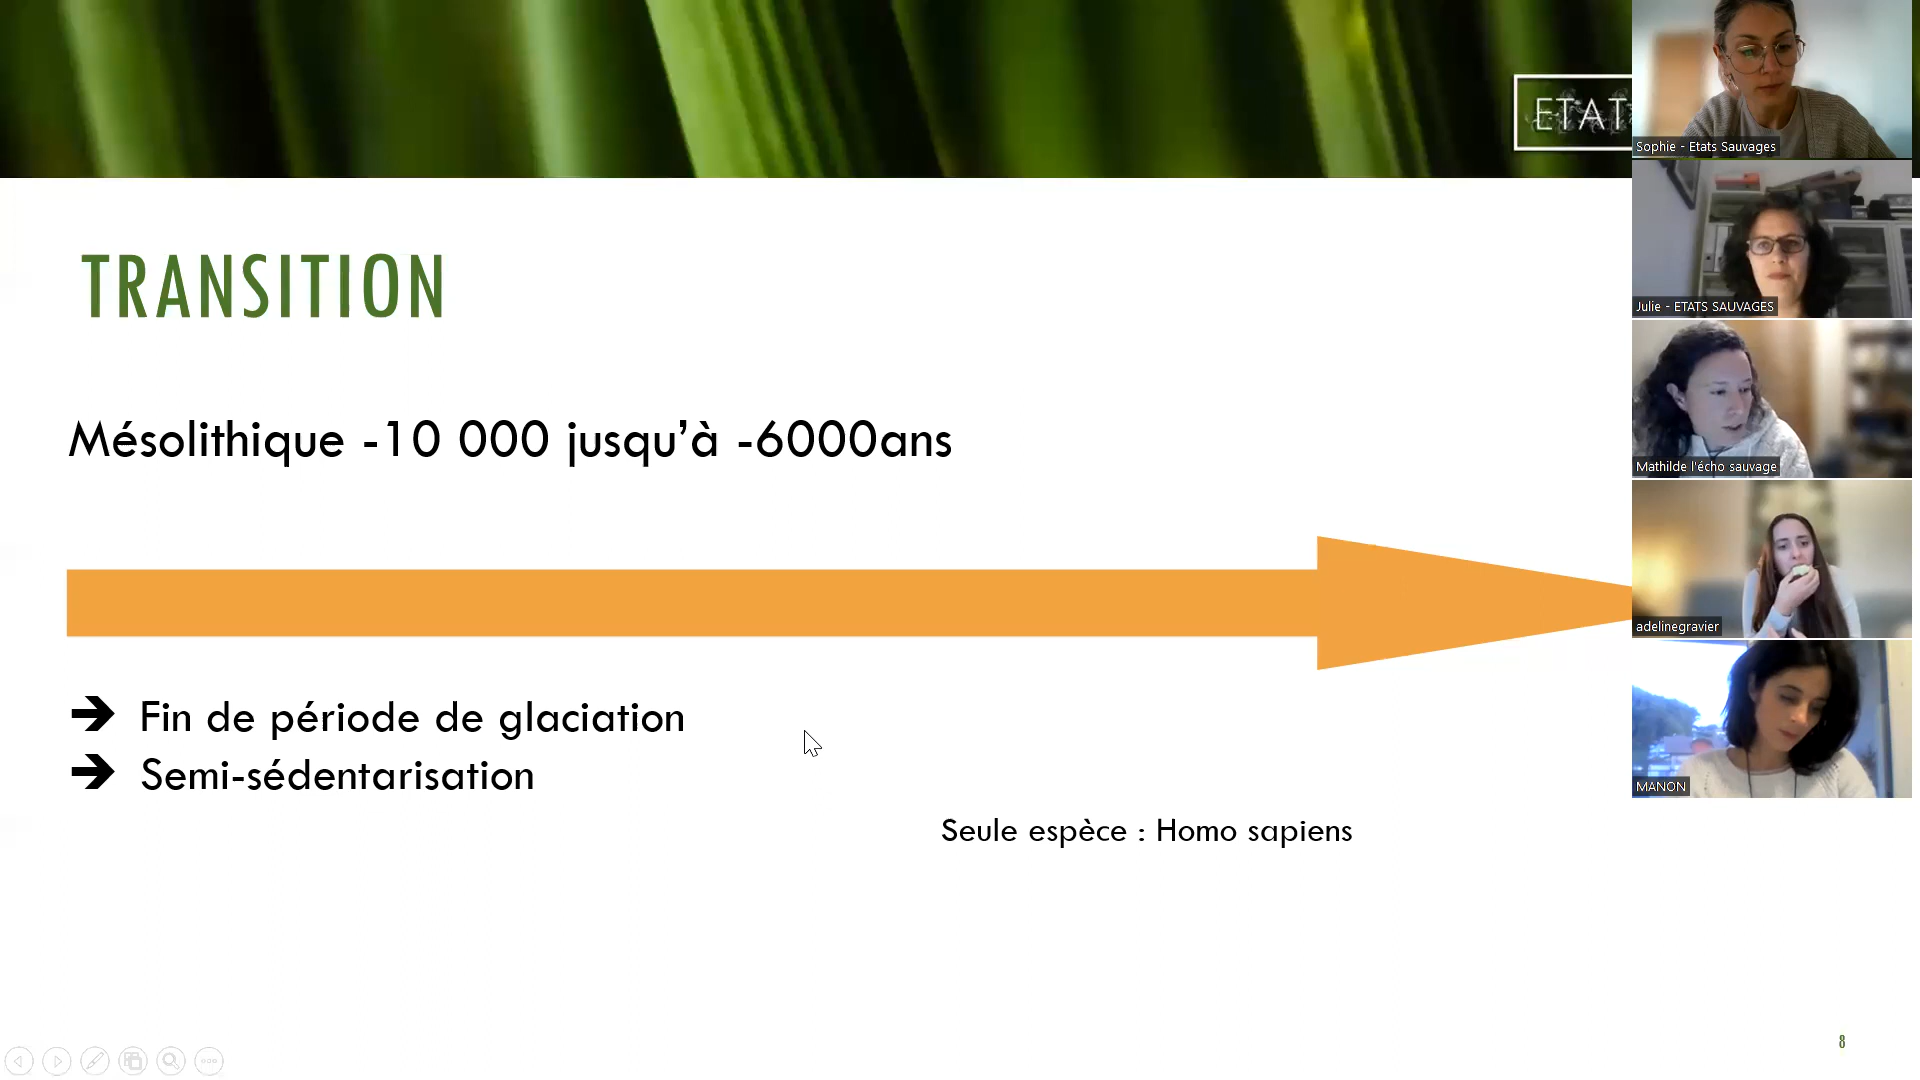 ETAT
TRANSITION
Mésolithique -10 000 jusqu’à -6000ans
➔ Fin de période de glaciation
➔ Semi-sédentarisation
Seule espèce : Homo sapiens
8
Sophie - Etats Sauvages
Julie - ETATS SAUVAGES
Mathilde l'écho sauvage
adelinegravier
MANON